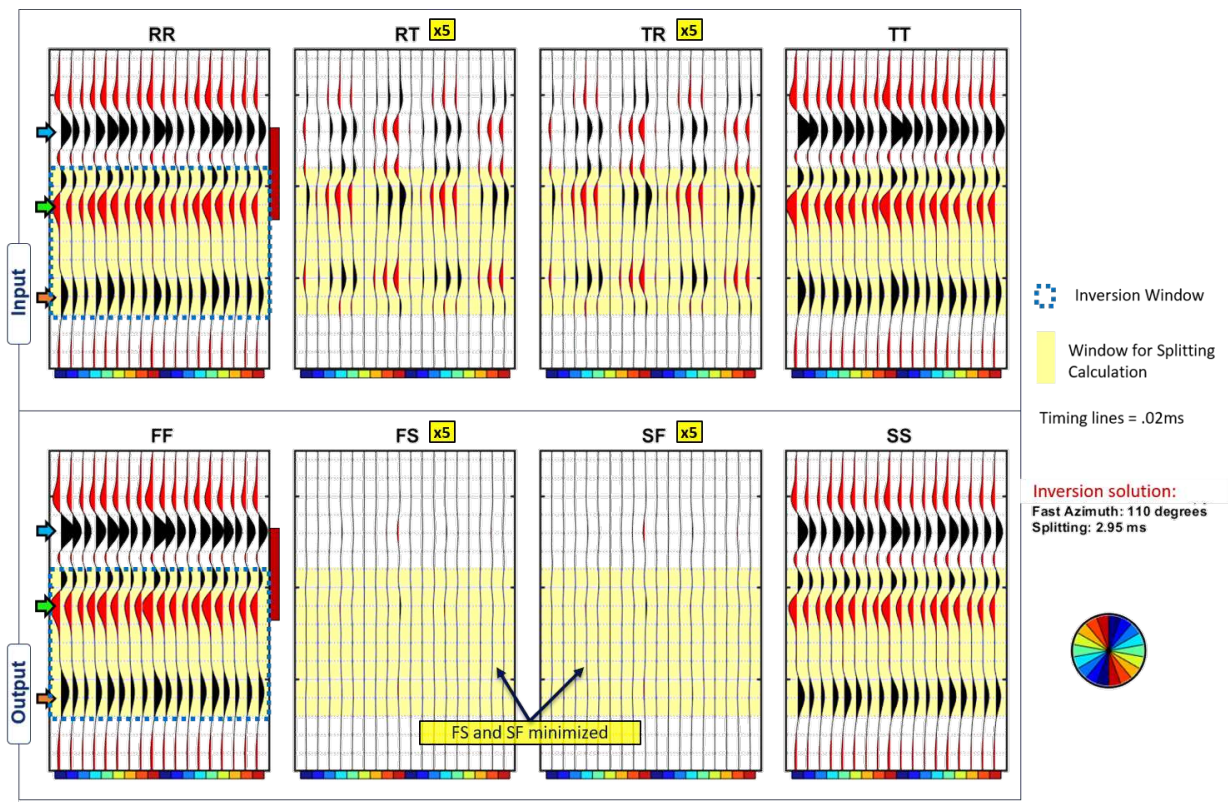 RR
RT x5
TR x5
TT
Input
FF
FS x5
SF x5
SS
Output
FS and SF minimized
Inversion Window
Window for Splitting
Calculation
Timing lines = .02ms
Inversion solution:
Fast Azimuth: 110 degrees
Splitting: 2.95 ms